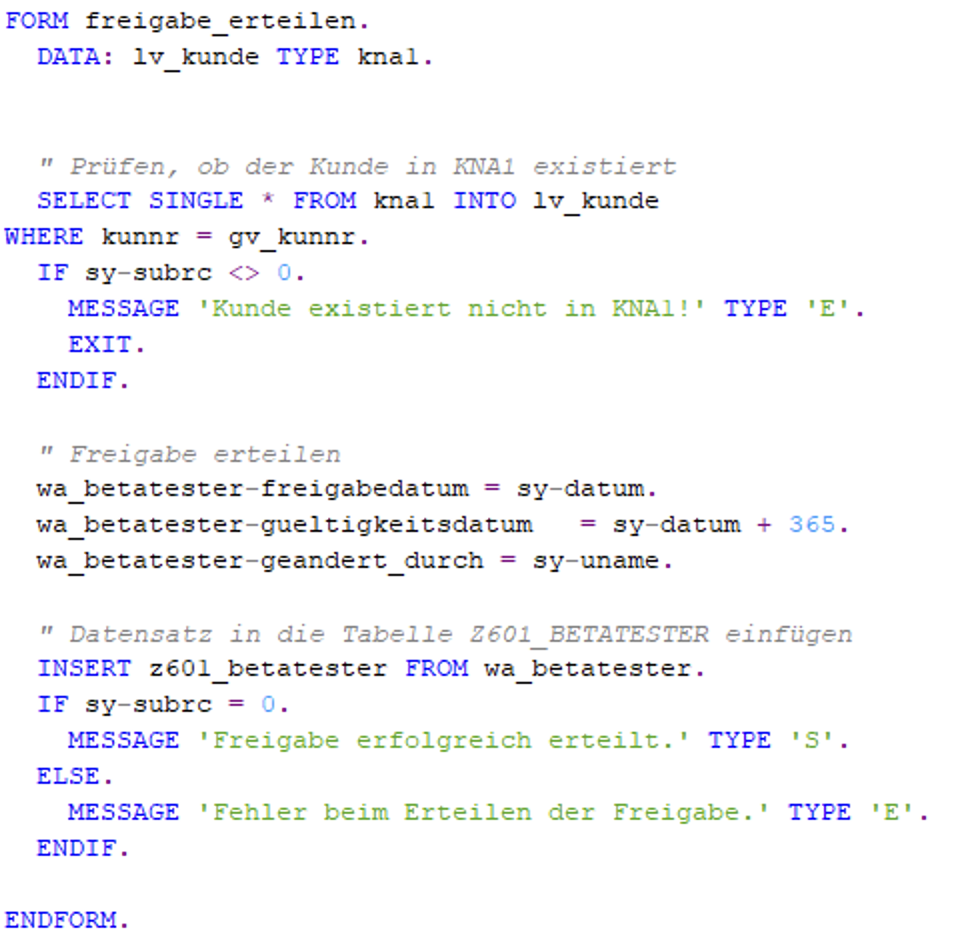 FORM freigabe_erteilen.
  DATA: lv_kunde TYPE kna1.
  " Prüfen, ob der Kunde in KNA1 existiert
  SELECT SINGLE * FROM kna1 INTO lv_kunde
WHERE kunnr = gv_kunnr.
  IF sy-subrc <> 0.
    MESSAGE 'Kunde existiert nicht in KNA1!' TYPE 'E'.
    EXIT.
  ENDIF.
  " Freigabe erteilen
  wa_betatester-freigabedatum = sy-datum.
  wa_betatester-gueltigkeitsdatum   = sy-datum + 365.
  wa_betatester-geandert_durch = sy-uname.
  " Datensatz in die Tabelle Z601_BETATESTER einfügen
  INSERT z601_betatester FROM wa_betatester.
  IF sy-subrc = 0.
    MESSAGE 'Freigabe erfolgreich erteilt.' TYPE 'S'.
  ELSE.
    MESSAGE 'Fehler beim Erteilen der Freigabe.' TYPE 'E'.
  ENDIF.
ENDFORM.